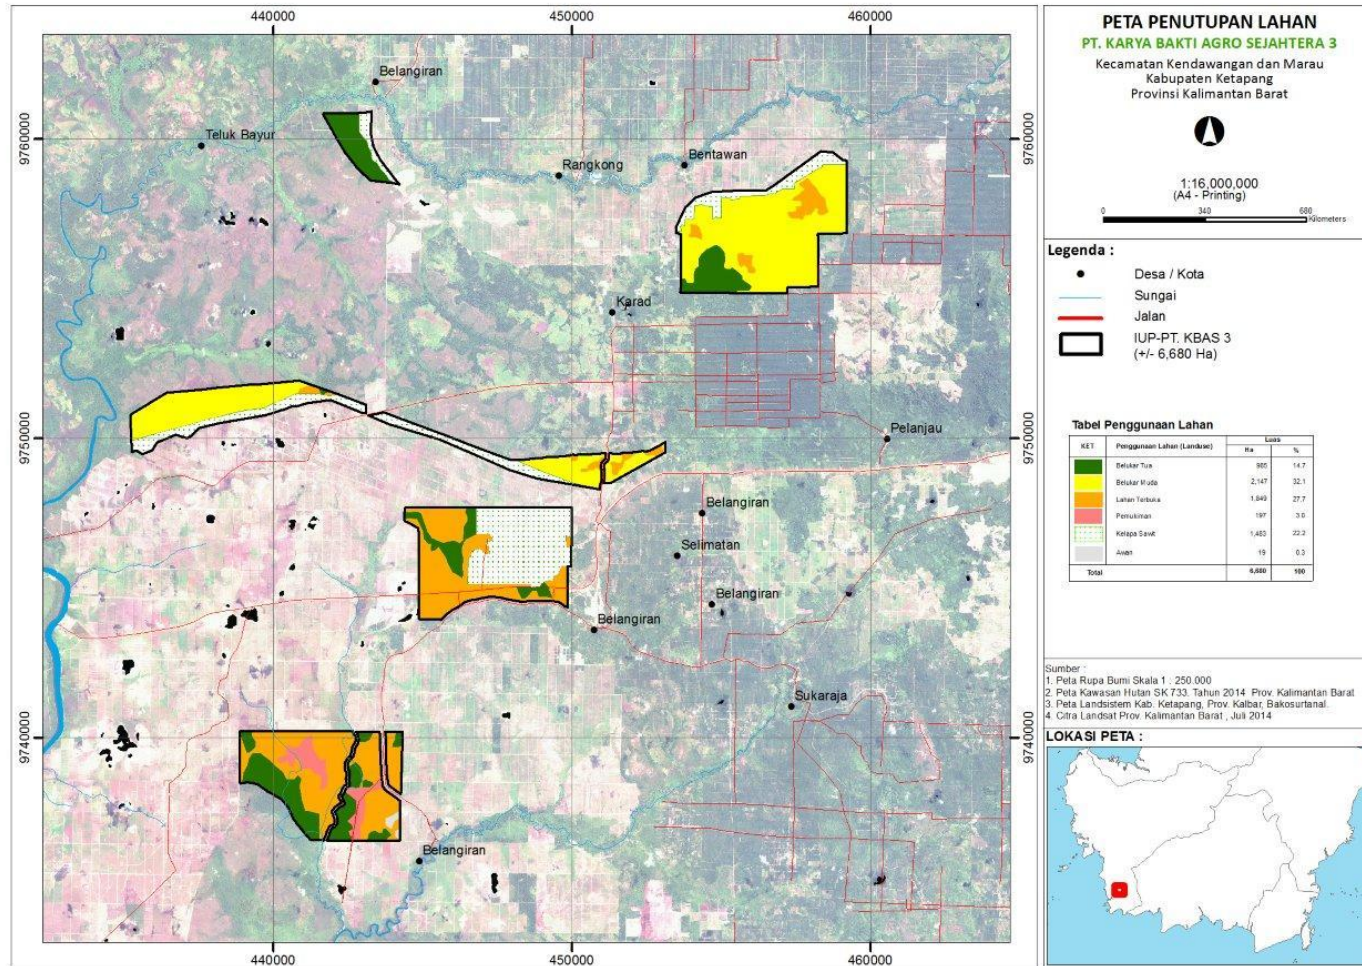 440000
450000
460000
9760000
9760000
9750000
9750000
9740000
9740000
440000
450000
460000
Belangiran
Teluk Bayur
Rangkong
Bentawan
Karad
Pelanjau
Belangiran
Selimatan
Belangiran
Belangiran
Sukaraja
Belangiran
PETA PENUTUPAN LAHAN
PT. KARYA BAKTI AGRO SEJAHTERA 3
Kecamatan Kendawangan dan Marau
Kabupaten Ketapang
Provinsi Kalimantan Barat
1:16,000,000
(A4 - Printing)
0 340 680
Kilometers
Legenda :
Desa / Kota
Sungai
Jalan
IUP-PT. KBAS 3
(+/- 6,680 Ha)
Tabel Penggunaan Lahan
KET Penggunaan Lahan (Landuse) Luas
Ha %
Belukar Tua 985 14.7
Belukar Muda 2,147 32.1
Lahan Terbuka 1,849 27.7
Pemukiman 197 3.0
Kelapa Sawit 1,483 22.2
Awan 19 0.3
Total 6,680 100
Sumber :
1. Peta Rupa Bumi Skala 1 : 250.000
2. Peta Kawasan Hutan SK 733. Tahun 2014 Prov. Kalimantan Barat
3. Peta Landsistem Kab. Ketapang, Prov. Kalbar, Bakosurtanal.
4. Citra Landsat Prov. Kalimantan Barat , Juli 2014
LOKASI PETA :